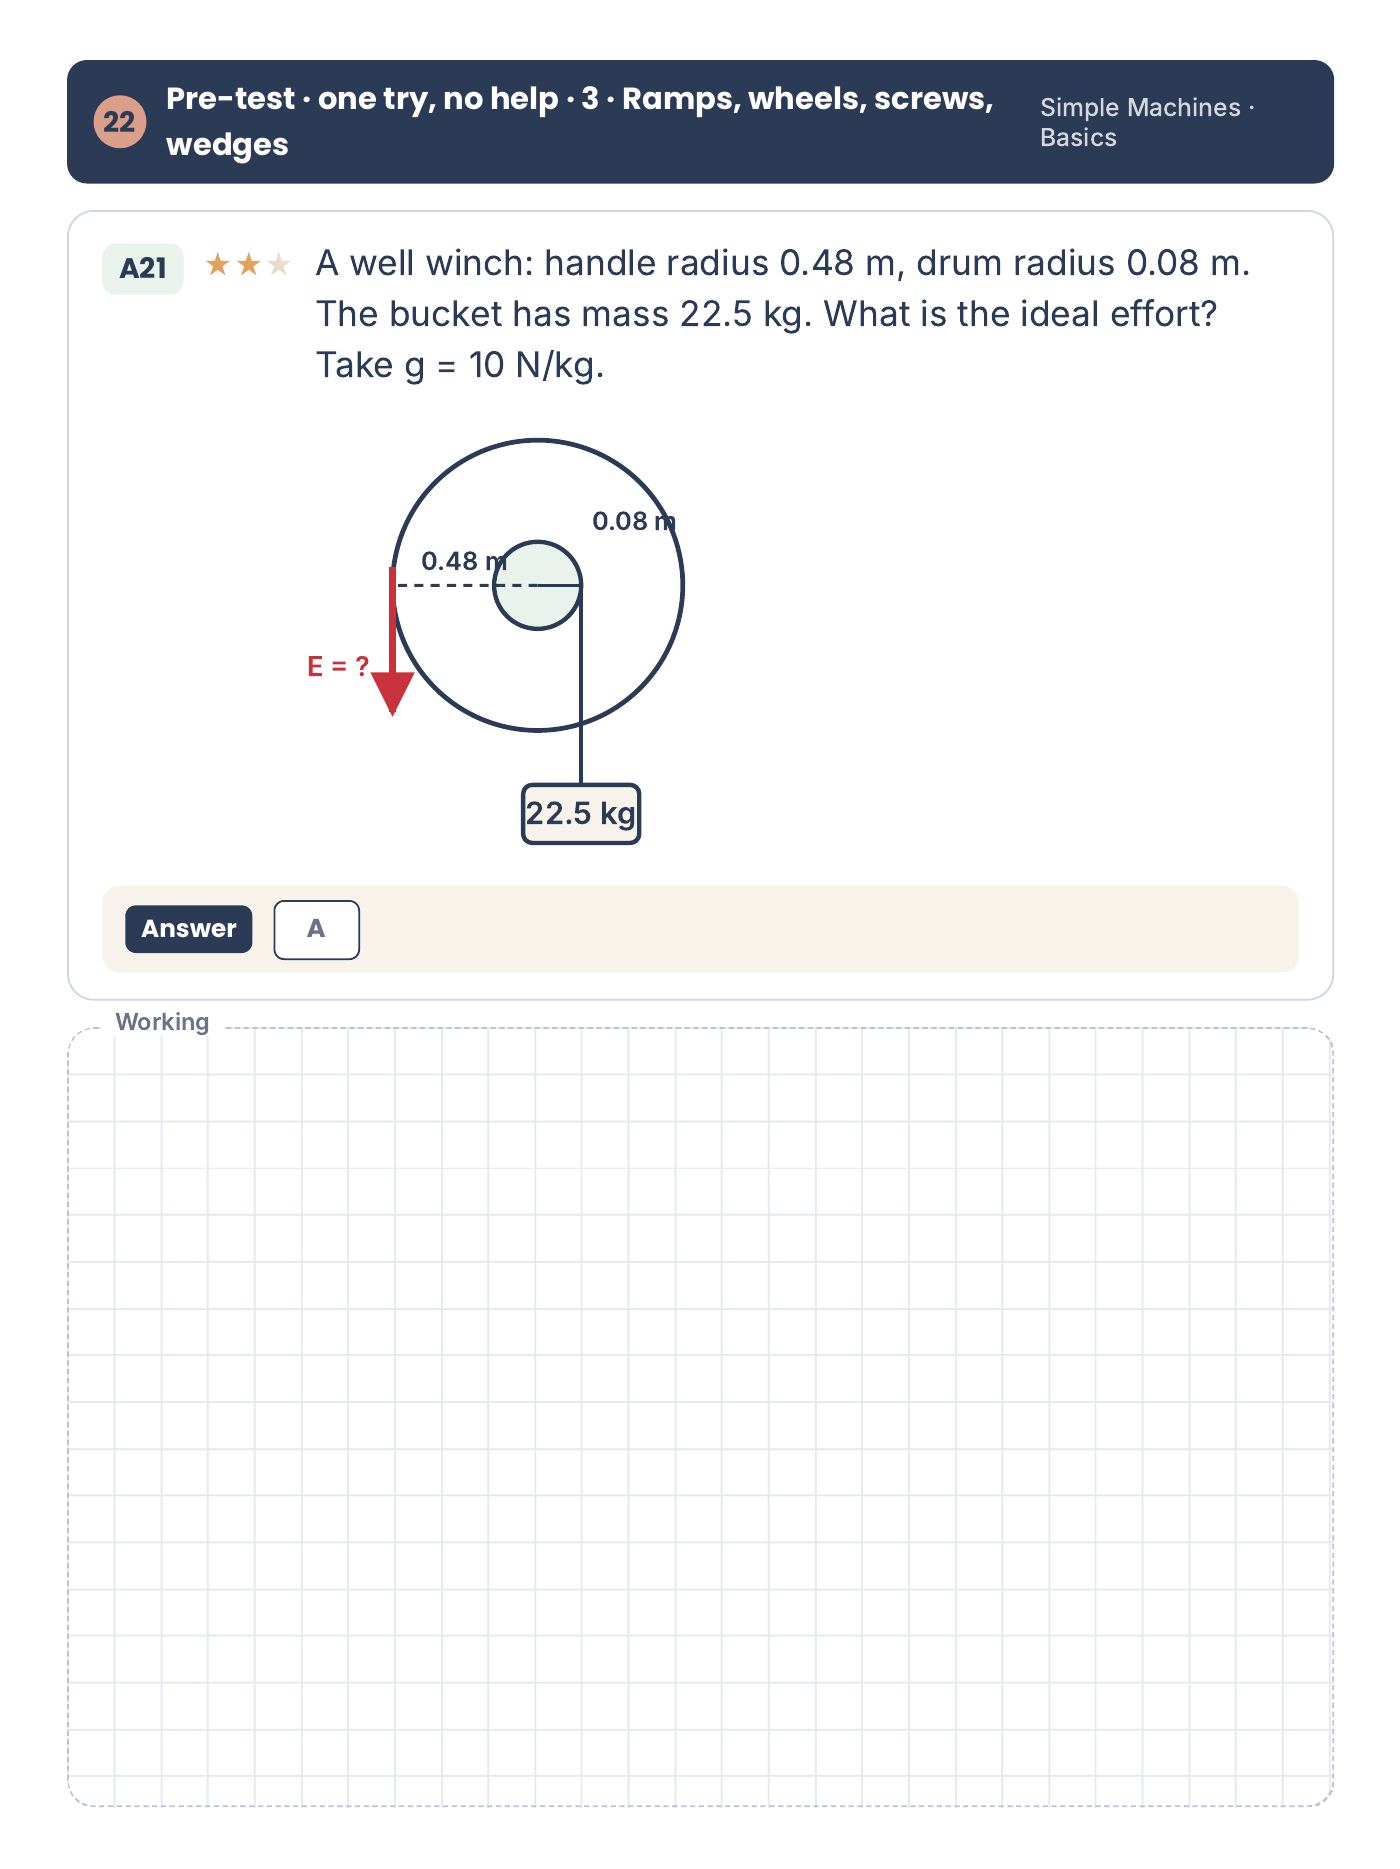 22
Pre-test · one try, no help · 3 · Ramps, wheels, screws,
wedges
Simple Machines ·
Basics
A21
★★★
A well winch: handle radius 0.48 m, drum radius 0.08 m.
The bucket has mass 22.5 kg. What is the ideal effort?
Take g = 10 N/kg.
0.08 m
0.48 m
E = ?
22.5 kg
Answer
A
Working